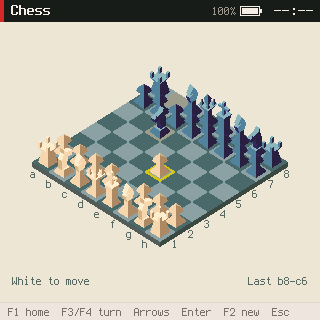 Chess 100% --:--
a
b
c
d
e
f
g
h
1
2
3
4
5
6
7
8
White to move Last b8-c6
F1 home F3/F4 turn Arrows Enter F2 new Esc